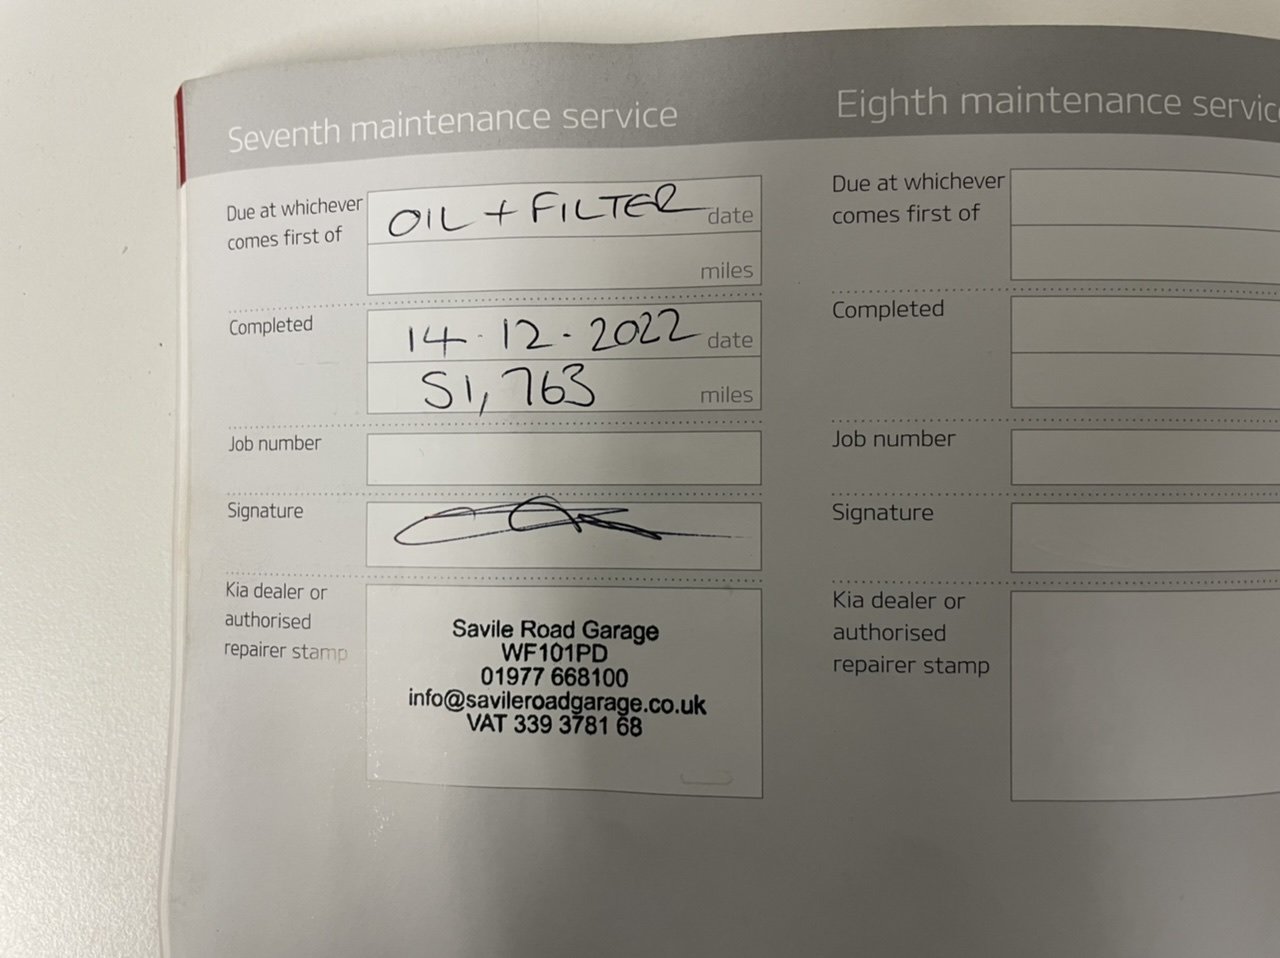 Seventh maintenance service
Due at whichever
comes first of
OIL + FILTER date
miles
Completed
14-12-2022 date
51,763 miles
Job number
Signature
Kia dealer or
authorised
repairer stamp
Savile Road Garage
WF101PD
01977 668100
info@savileroadgarage.co.uk
VAT 339 3781 68
Eighth maintenance servic
Due at whichever
comes first of
Completed
Job number
Signature
Kia dealer or
authorised
repairer stamp